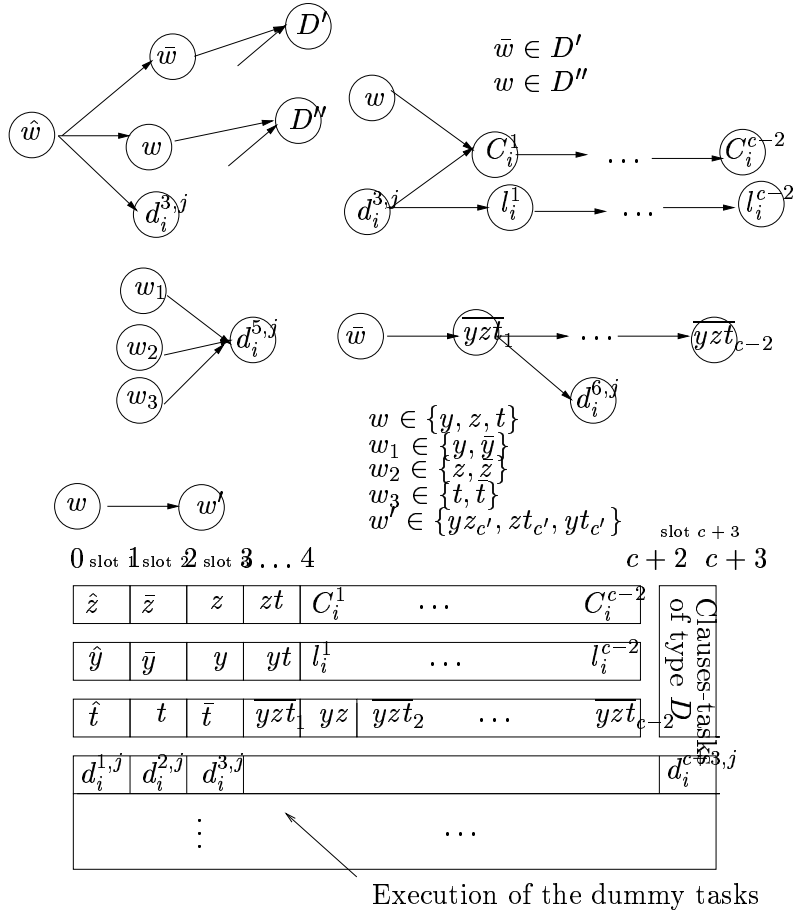 D′
w̄
w̄ ∈ D′
w ∈ D″
ŵ
w
D″
w
C_i^1 ... C_i^{c−2}
d_i^{3,j}
d_i^{3,j}
l_i^1 ... l_i^{c−2}
w_1
w_2
w_3
d_i^{5,j}
w̄
\overline{yzt}_1 ... \overline{yzt}_{c−2}
d_i^{6,j}
w ∈ {y, z, t}
w_1 ∈ {y, ȳ}
w_2 ∈ {z, z̄}
w_3 ∈ {t, t̄}
w′ ∈ {yz_{c′}, zt_{c′}, yt_{c′}}
w w′
slot c + 3
0 slot 1 1 slot 2 2 slot 3 3 ... 4 c + 2 c + 3
ẑ z̄ z zt C_i^1 ... C_i^{c−2}
ŷ ȳ y yt l_i^1 ... l_i^{c−2}
t̂ t t̄ \overline{yzt}_1 yz \overline{yzt}_2 ... \overline{yzt}_{c−2}
Clauses-tasks
of type D
d_i^{1,j} d_i^{2,j} d_i^{3,j} d_i^{c+3,j}
⋮ ...
Execution of the dummy tasks